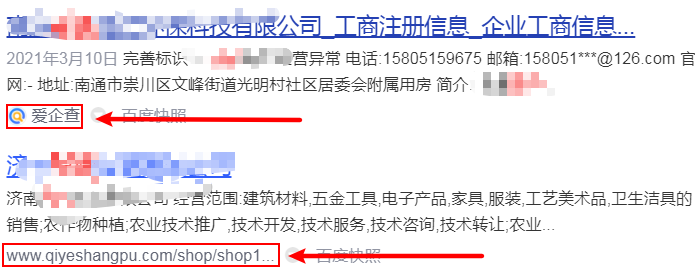 科技有限公司_工商注册信息_企业工商信息...
2021年3月10日 完善标识 营异常 电话:15805159675 邮箱:158051***@126.com 官
网:- 地址:南通市崇川区文峰街道光明村社区居委会附属用房 简介.
爱企查 百度快照
济南 公司 经营范围:建筑材料,五金工具,电子产品,家具,服装,工艺美术品,卫生洁具的
销售;农作物种植;农业技术推广,技术开发,技术服务,技术咨询,技术转让;农业...
www.qiyeshangpu.com/shop/shop1... 百度快照